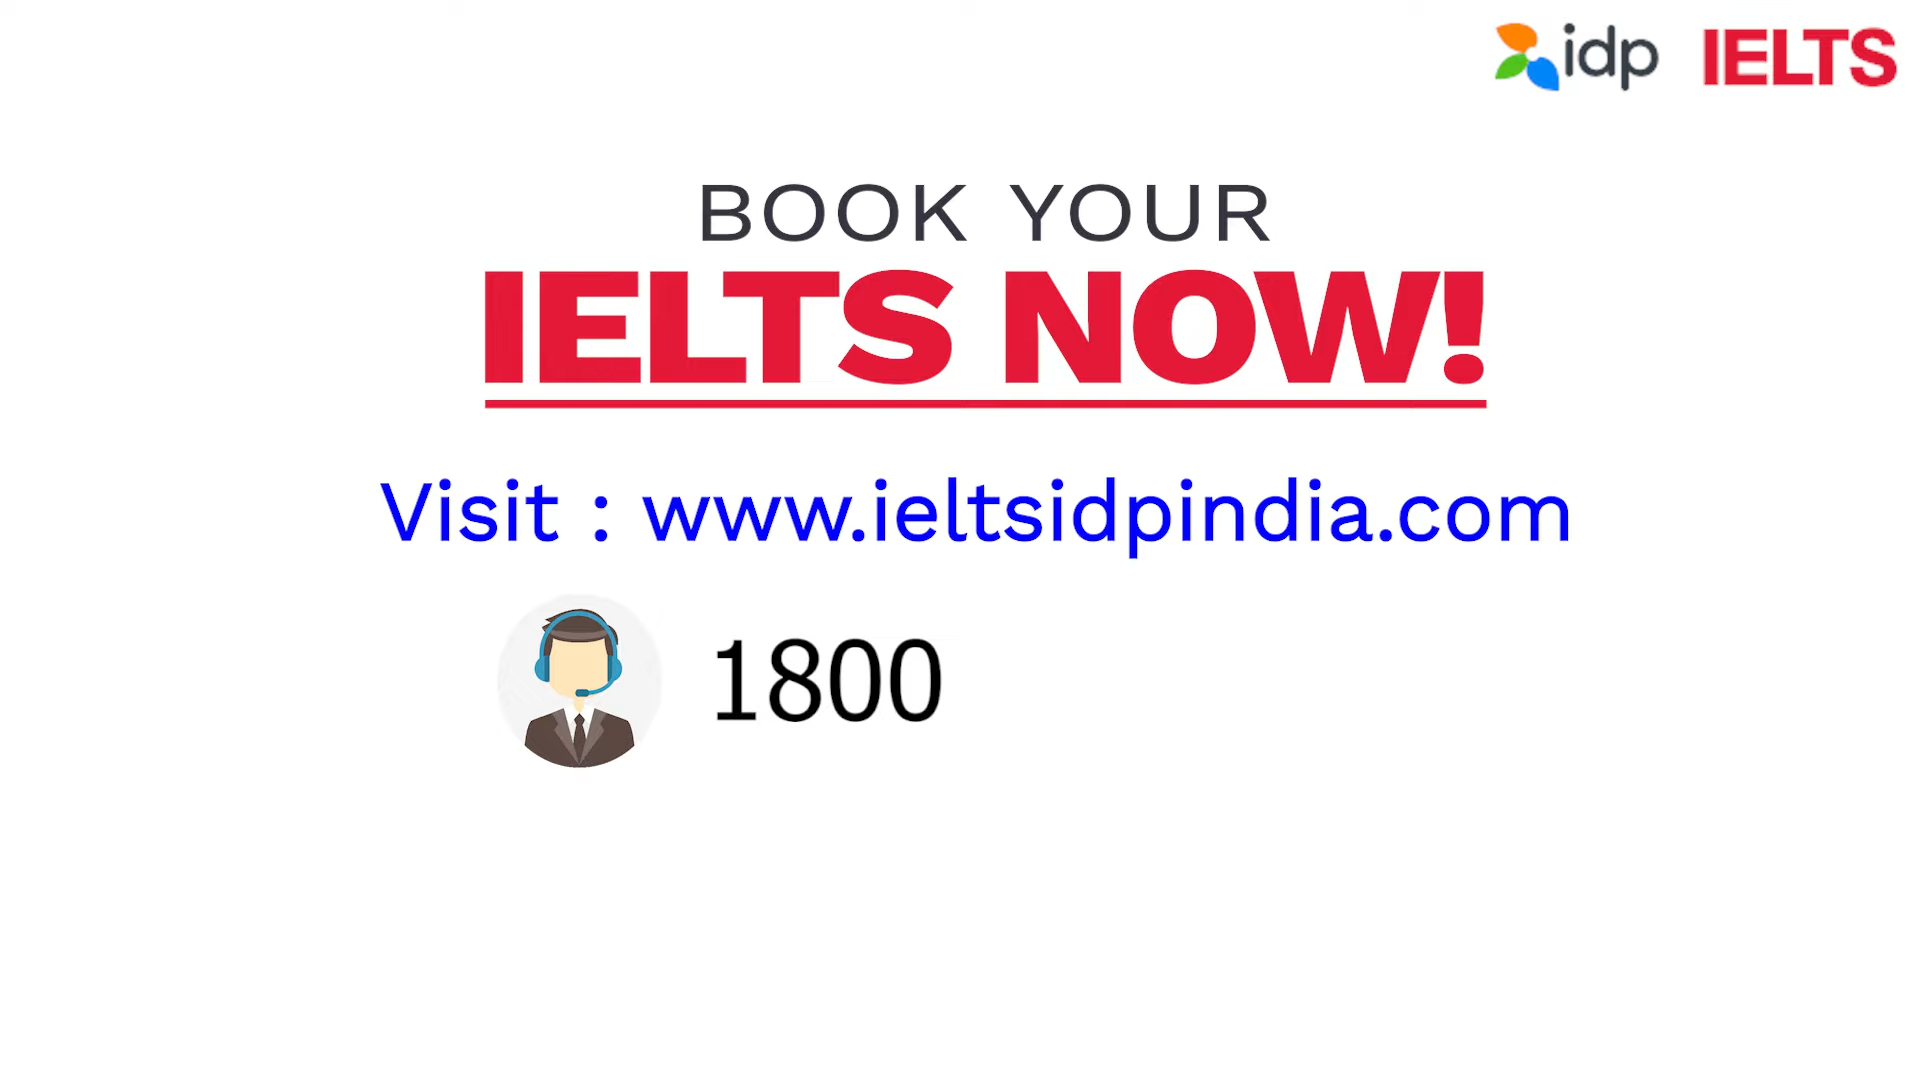 idp IELTS
BOOK YOUR
IELTS NOW!
Visit : www.ieltsidpindia.com
1800